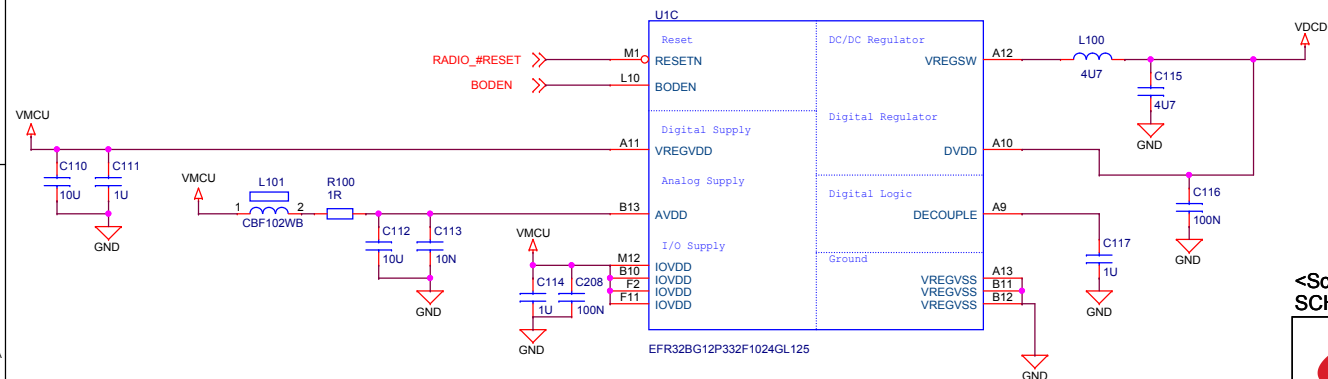 U1C
Reset
DC/DC Regulator
VDCD
RADIO_#RESET
M1
RESETN
VREGSW
A12
L100
4U7
C115
4U7
GND
BODEN
L10
BODEN
Digital Supply
Digital Regulator
VMCU
A11
VREGVDD
DVDD
A10
C110
10U
C111
1U
GND
VMCU
L101
1
2
CBF102WB
R100
1R
Analog Supply
Digital Logic
C116
100N
GND
B13
AVDD
DECOUPLE
A9
C112
10U
C113
10N
GND
C117
1U
GND
VMCU
I/O Supply
Ground
M12
IOVDD
B10
IOVDD
F2
IOVDD
F11
IOVDD
C114
1U
C208
100N
GND
VREGVSS
A13
VREGVSS
B11
VREGVSS
B12
GND
EFR32BG12P332F1024GL125
<Sc
SCH